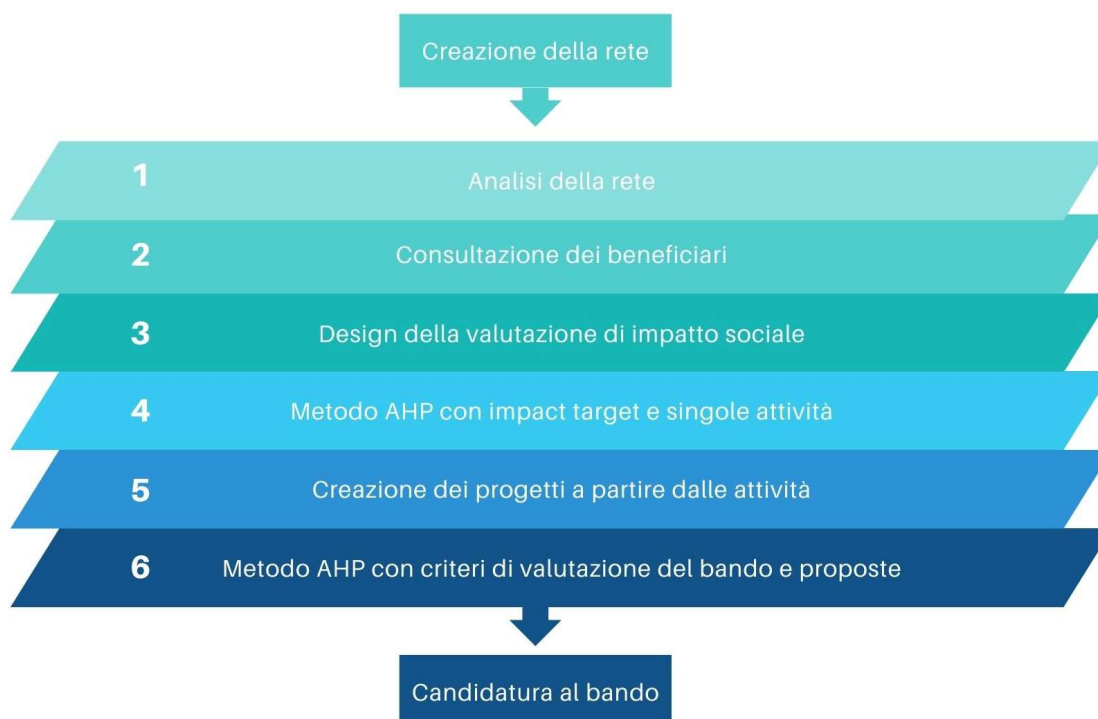 Creazione della rete
1
Analisi della rete
2
Consultazione dei beneficiari
3
Design della valutazione di impatto sociale
4
Metodo AHP con impact target e singole attività
5
Creazione dei progetti a partire dalle attività
6
Metodo AHP con criteri di valutazione del bando e proposte
Candidatura al bando